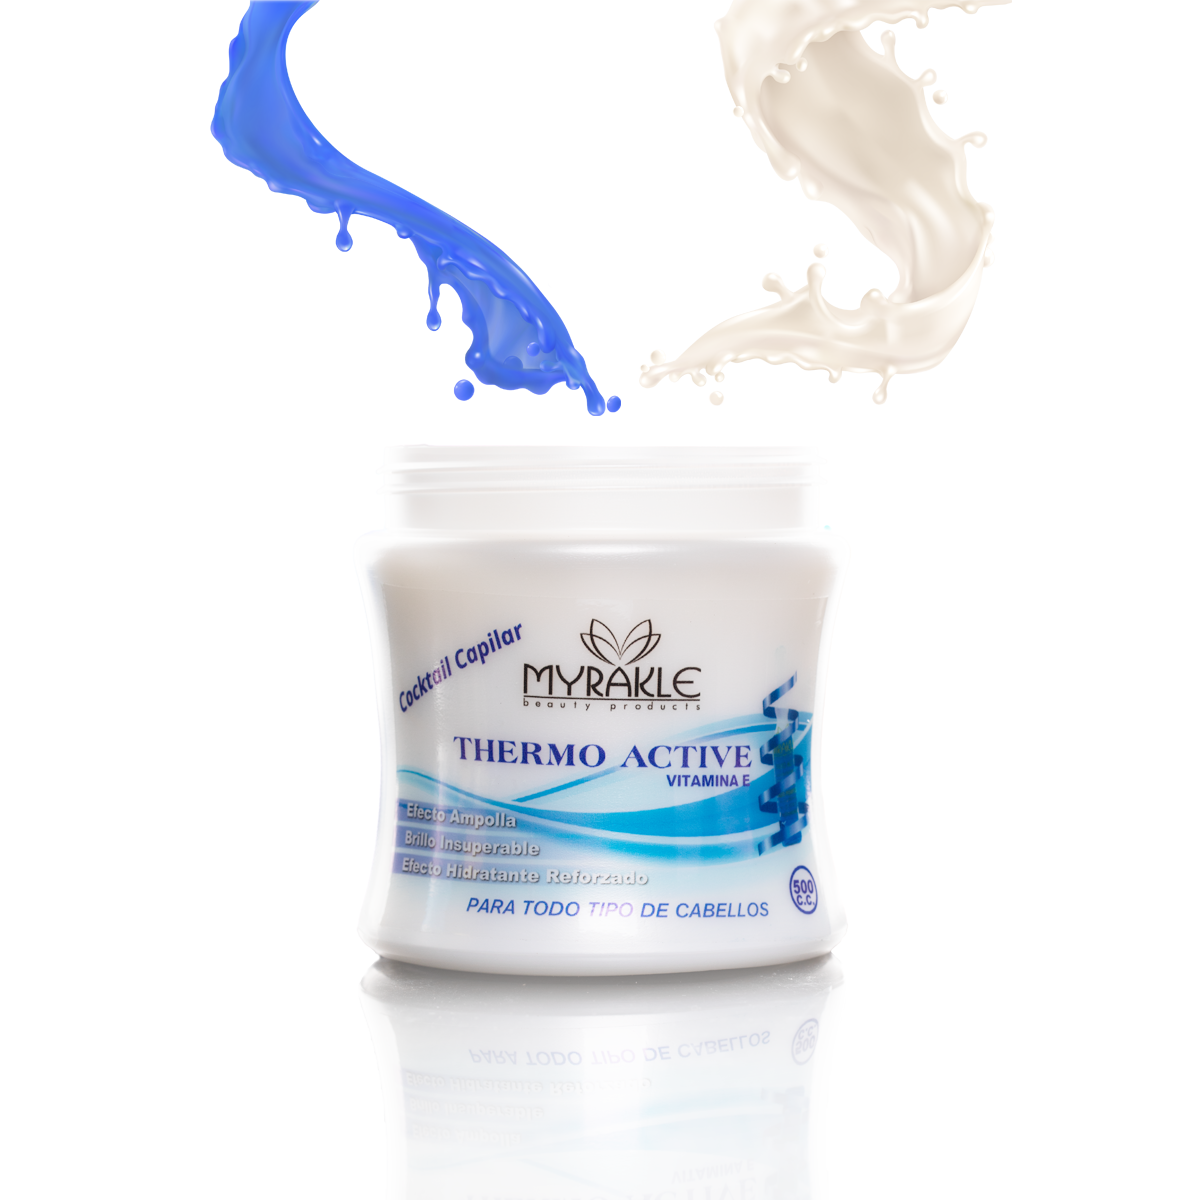 Cocktail Capilar
MYRAKLE
beauty products
THERMO ACTIVE
VITAMINA E
Efecto Ampolla
Brillo Insuperable
Efecto Hidratante Reforzado
PARA TODO TIPO DE CABELLOS
500
C.C.